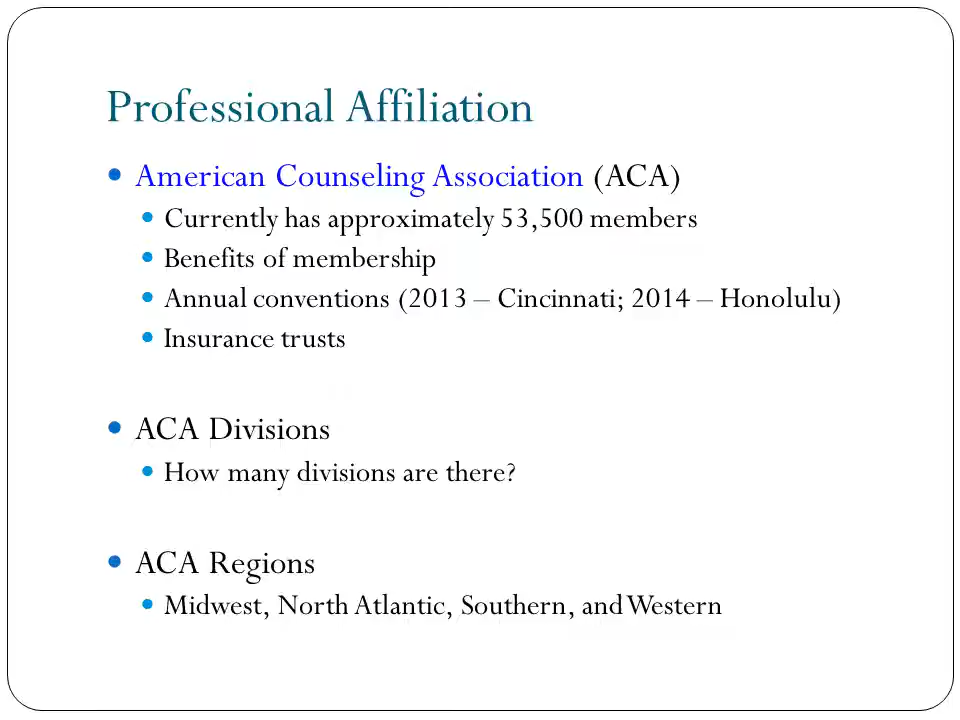 Professional Affiliation
American Counseling Association (ACA)
Currently has approximately 53,500 members
Benefits of membership
Annual conventions (2013 – Cincinnati; 2014 – Honolulu)
Insurance trusts
ACA Divisions
How many divisions are there?
ACA Regions
Midwest, North Atlantic, Southern, and Western